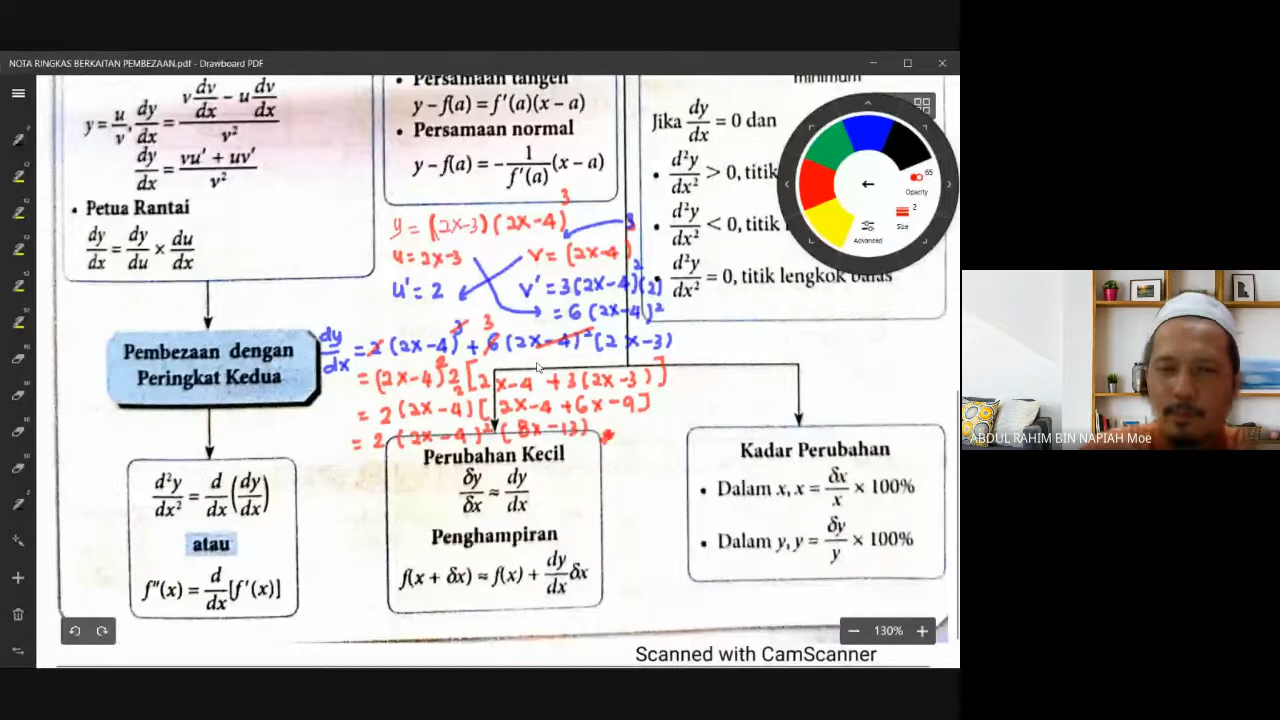 NOTA RINGKAS BERKAITAN PEMBEZAAN.pdf - Drawboard PDF
y = u/v, dy/dx = (v dv/dx - u dv/dx)/v²
dy/dx = (vu' + uv')/v²
• Petua Rantai
dy/dx = dy/du × du/dx
• Persamaan tangen
y - f(a) = f'(a)(x - a)
• Persamaan normal
y - f(a) = - 1/f'(a) (x - a)
minimum
Jika dy/dx = 0 dan
• d²y/dx² > 0, titik
• d²y/dx² < 0, titik
• d²y/dx² = 0, titik lengkok balas
65
Opacity
2
Size
Advanced
y = (2x-3)(2x-4)³
u = 2x-3
v = (2x-4)³
u' = 2
v' = 3(2x-4)²(2)
= 6(2x-4)²
dy/dx = 2(2x-4)³ + 6(2x-4)²(2x-3)
= (2x-4)² 2 [2x-4 + 3(2x-3)]
= 2(2x-4)² [2x-4 + 6x-9]
= 2(2x-4)² (8x-13)
Pembezaan dengan
Peringkat Kedua
d²y/dx² = d/dx (dy/dx)
atau
f''(x) = d/dx [f'(x)]
Perubahan Kecil
δy/δx ≈ dy/dx
Penghampiran
f(x + δx) ≈ f(x) + dy/dx δx
Kadar Perubahan
• Dalam x, x = δx/x × 100%
• Dalam y, y = δy/y × 100%
130%
Scanned with CamScanner
ABDUL RAHIM BIN NAPIAH Moe